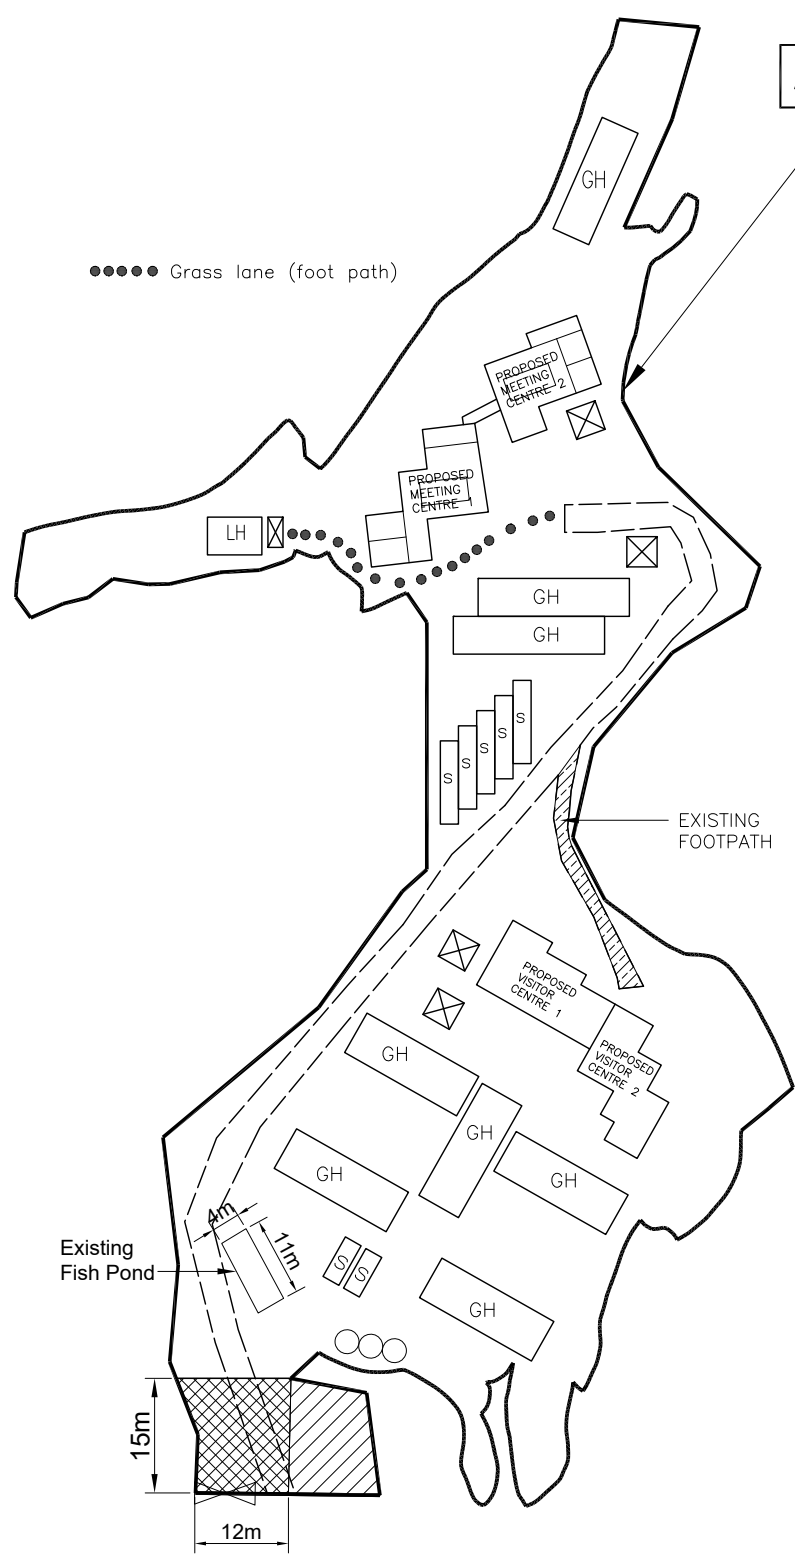 GH
Grass lane (foot path)
PROPOSED
MEETING
CENTRE 2
PROPOSED
MEETING
CENTRE 1
LH
GH
GH
S
S
S
S
S
EXISTING
FOOTPATH
PROPOSED
VISITOR
CENTRE 1
PROPOSED
VISITOR
CENTRE 2
GH
GH
GH
GH
4m
11m
Existing
Fish Pond
S
S
GH
15m
12m